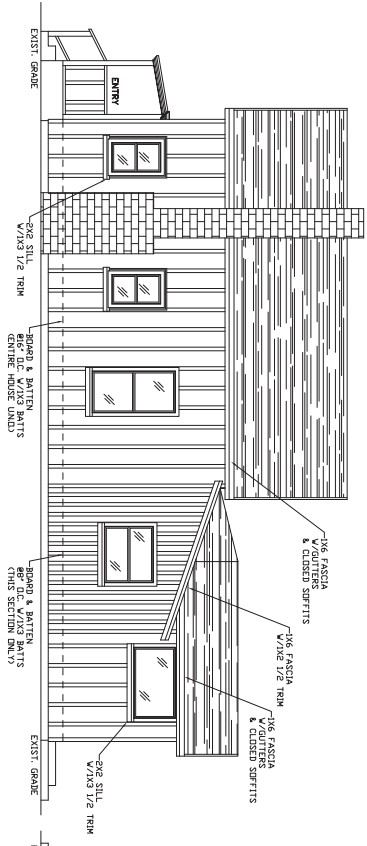 EXIST. GRADE
ENTRY
2X2 SILL
W/1X3 1/2 TRIM
BOARD & BATTEN
@16" O.C. W/1X3 BATTS
(ENTIRE HOUSE U.N.O.)
1X6 FASCIA
W/GUTTERS
& CLOSED SOFFITS
1X6 FASCIA
W/1X2 1/2 TRIM
1X6 FASCIA
W/GUTTERS
& CLOSED SOFFITS
BOARD & BATTEN
@8" O.C. W/1X3 BATTS
(THIS SECTION ONLY)
2X2 SILL
W/1X3 1/2 TRIM
EXIST. GRADE